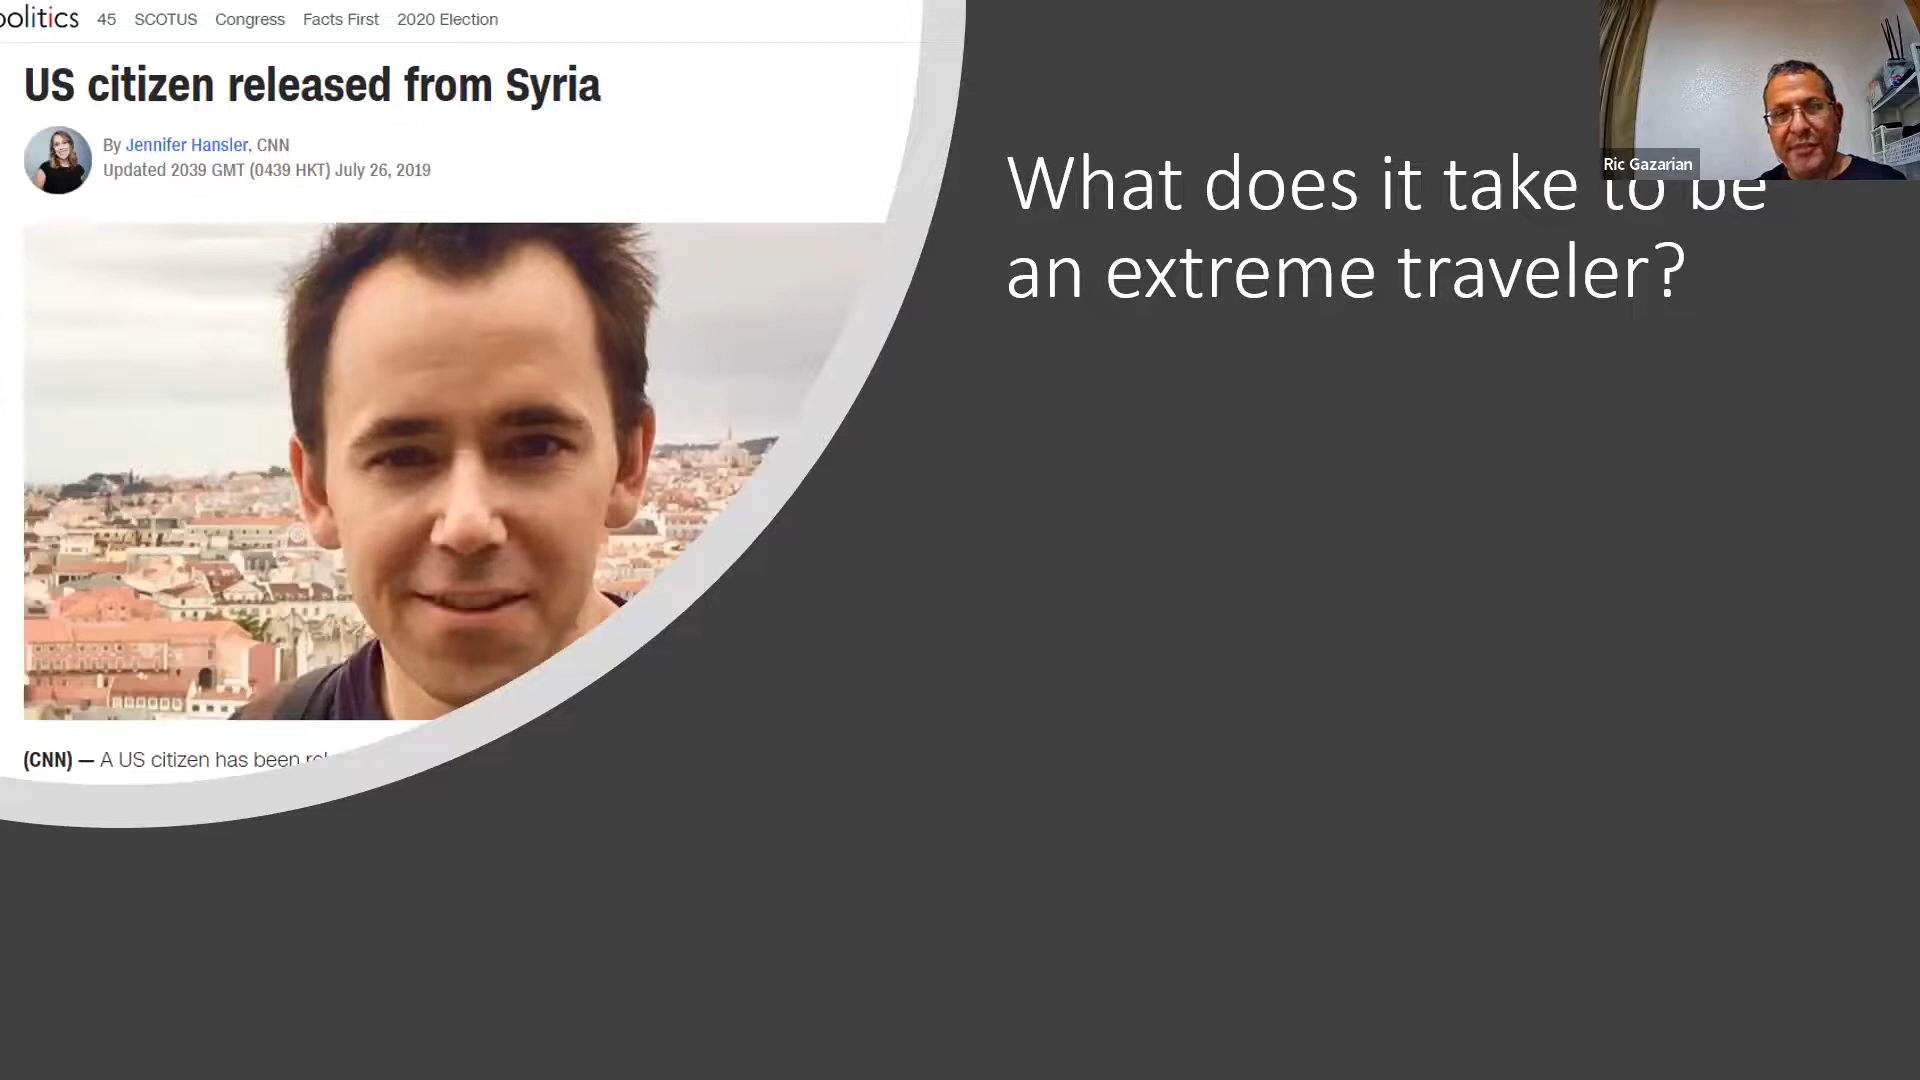 politics 45 SCOTUS Congress Facts First 2020 Election
US citizen released from Syria
By Jennifer Hansler, CNN
Updated 2039 GMT (0439 HKT) July 26, 2019
(CNN) — A US citizen has been
What does it take to be
an extreme traveler?
Ric Gazarian